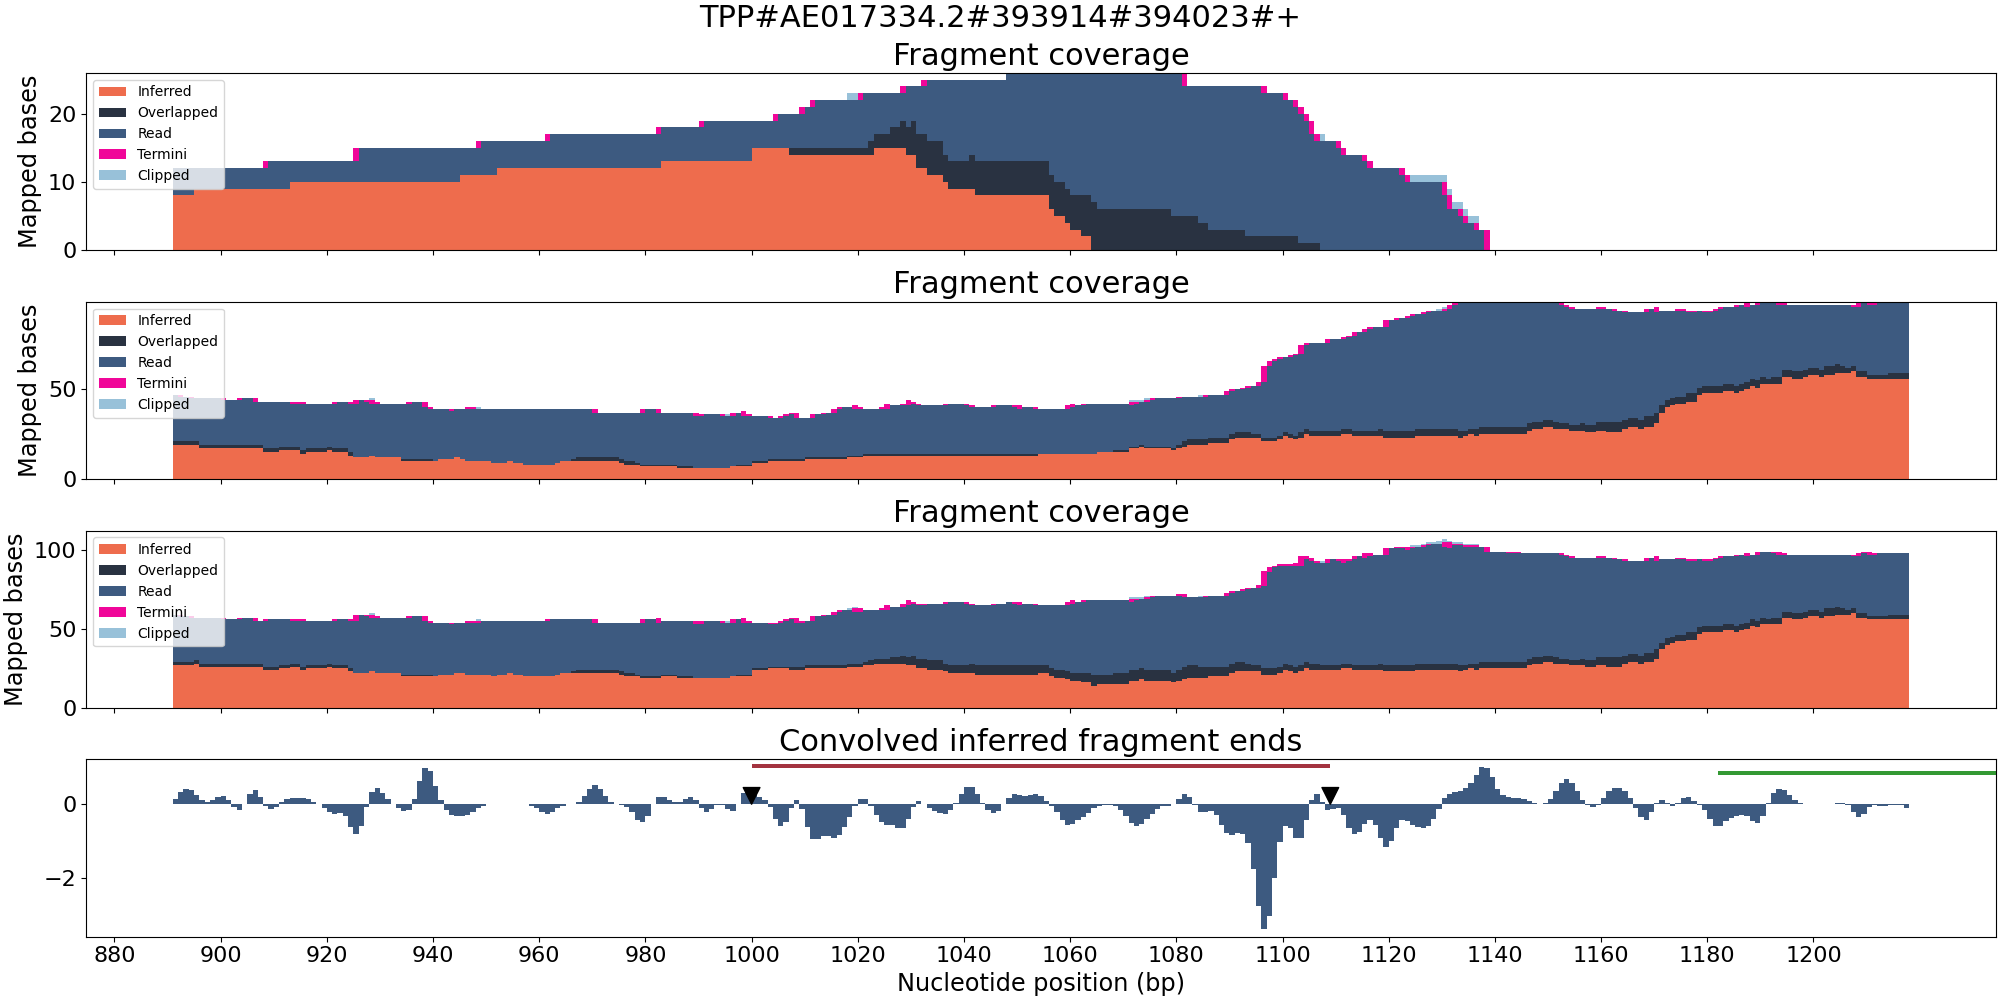 TPP#AE017334.2#393914#394023#+
Fragment coverage
Mapped bases
20
10
0
Inferred
Overlapped
Read
Termini
Clipped
Fragment coverage
Mapped bases
50
0
Inferred
Overlapped
Read
Termini
Clipped
Fragment coverage
Mapped bases
100
50
0
Inferred
Overlapped
Read
Termini
Clipped
Convolved inferred fragment ends
0
−2
880 900 920 940 960 980 1000 1020 1040 1060 1080 1100 1120 1140 1160 1180 1200
Nucleotide position (bp)